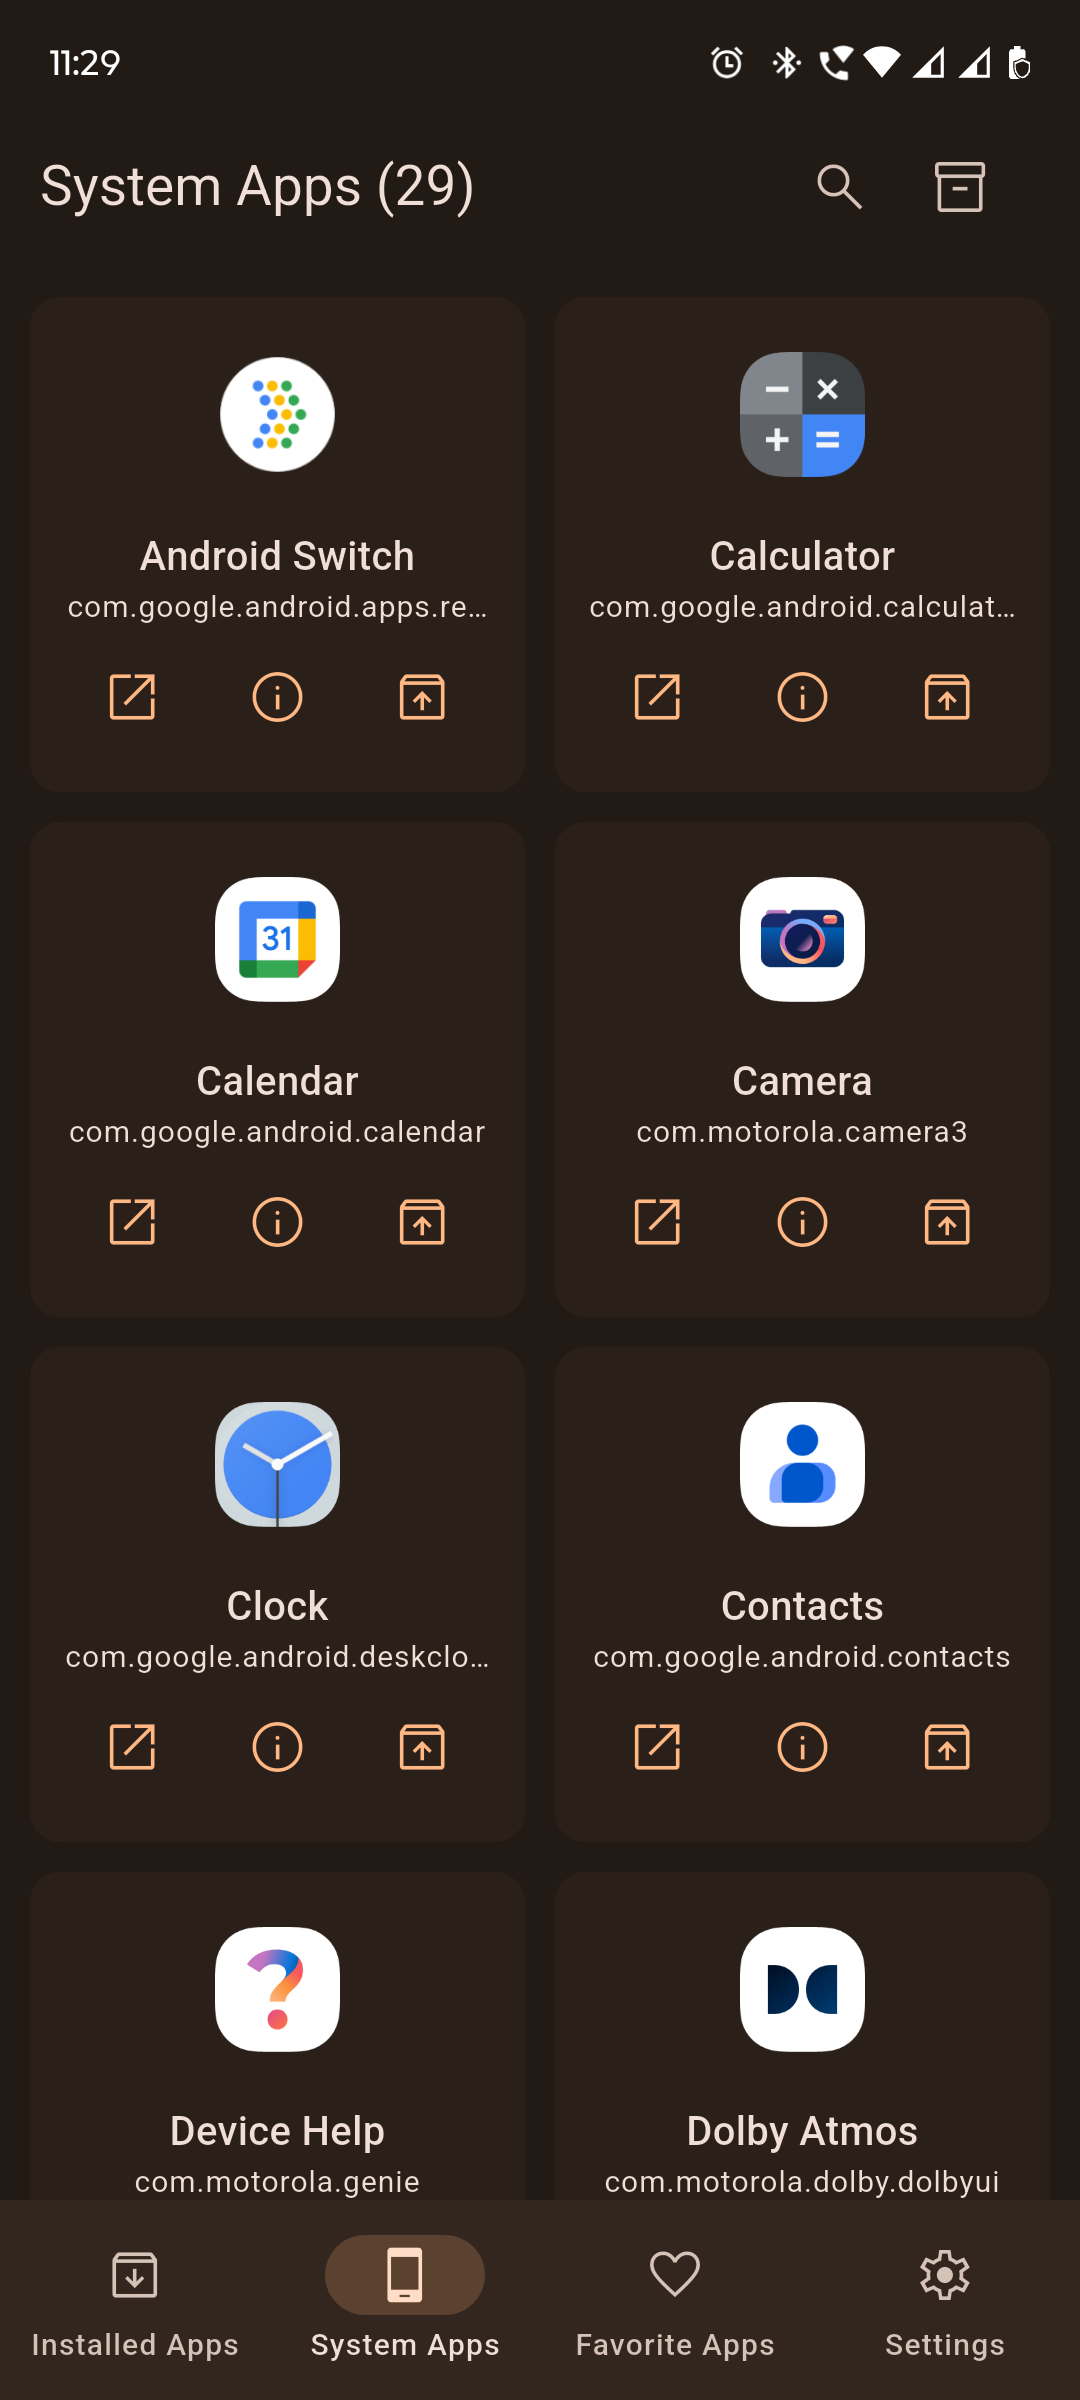 11:29
System Apps (29)
Android Switch
com.google.android.apps.re...
Calculator
com.google.android.calculat...
31
Calendar
com.google.android.calendar
Camera
com.motorola.camera3
Clock
com.google.android.deskclo...
Contacts
com.google.android.contacts
Device Help
com.motorola.genie
Dolby Atmos
com.motorola.dolby.dolbyui
Installed Apps
System Apps
Favorite Apps
Settings